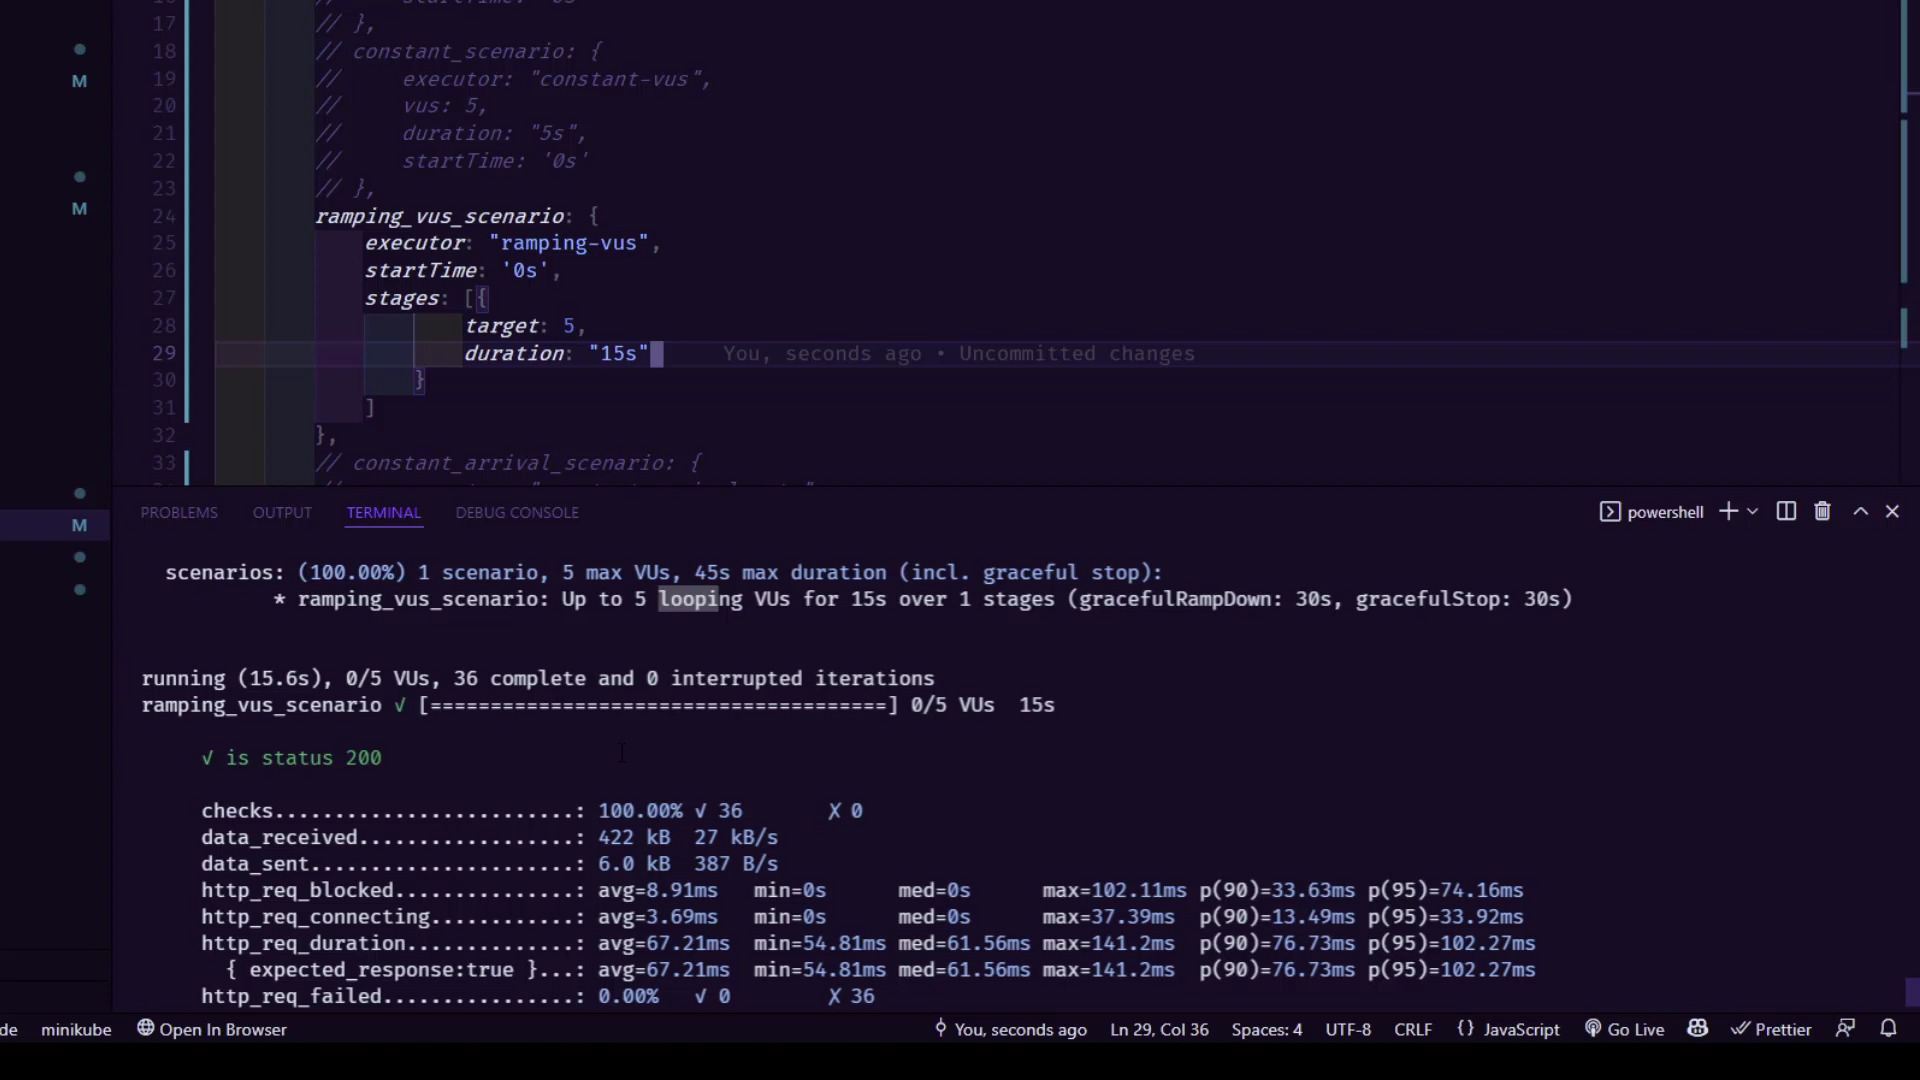 17 // },
18 // constant_scenario: {
19 // executor: "constant-vus",
20 // vus: 5,
21 // duration: "5s",
22 // startTime: '0s'
23 // },
24 ramping_vus_scenario: {
25 executor: "ramping-vus",
26 startTime: '0s',
27 stages: [{
28 target: 5,
29 duration: "15s" You, seconds ago • Uncommitted changes
30 }
31 ]
32 },
33 // constant_arrival_scenario: {
M
M
M
PROBLEMS OUTPUT TERMINAL DEBUG CONSOLE powershell
scenarios: (100.00%) 1 scenario, 5 max VUs, 45s max duration (incl. graceful stop):
* ramping_vus_scenario: Up to 5 looping VUs for 15s over 1 stages (gracefulRampDown: 30s, gracefulStop: 30s)
running (15.6s), 0/5 VUs, 36 complete and 0 interrupted iterations
ramping_vus_scenario √ [======================================] 0/5 VUs 15s
√ is status 200
checks.........................: 100.00% √ 36 X 0
data_received..................: 422 kB 27 kB/s
data_sent......................: 6.0 kB 387 B/s
http_req_blocked...............: avg=8.91ms min=0s med=0s max=102.11ms p(90)=33.63ms p(95)=74.16ms
http_req_connecting............: avg=3.69ms min=0s med=0s max=37.39ms p(90)=13.49ms p(95)=33.92ms
http_req_duration..............: avg=67.21ms min=54.81ms med=61.56ms max=141.2ms p(90)=76.73ms p(95)=102.27ms
{ expected_response:true }...: avg=67.21ms min=54.81ms med=61.56ms max=141.2ms p(90)=76.73ms p(95)=102.27ms
http_req_failed................: 0.00% √ 0 X 36
de minikube Open In Browser You, seconds ago Ln 29, Col 36 Spaces: 4 UTF-8 CRLF {} JavaScript Go Live Prettier